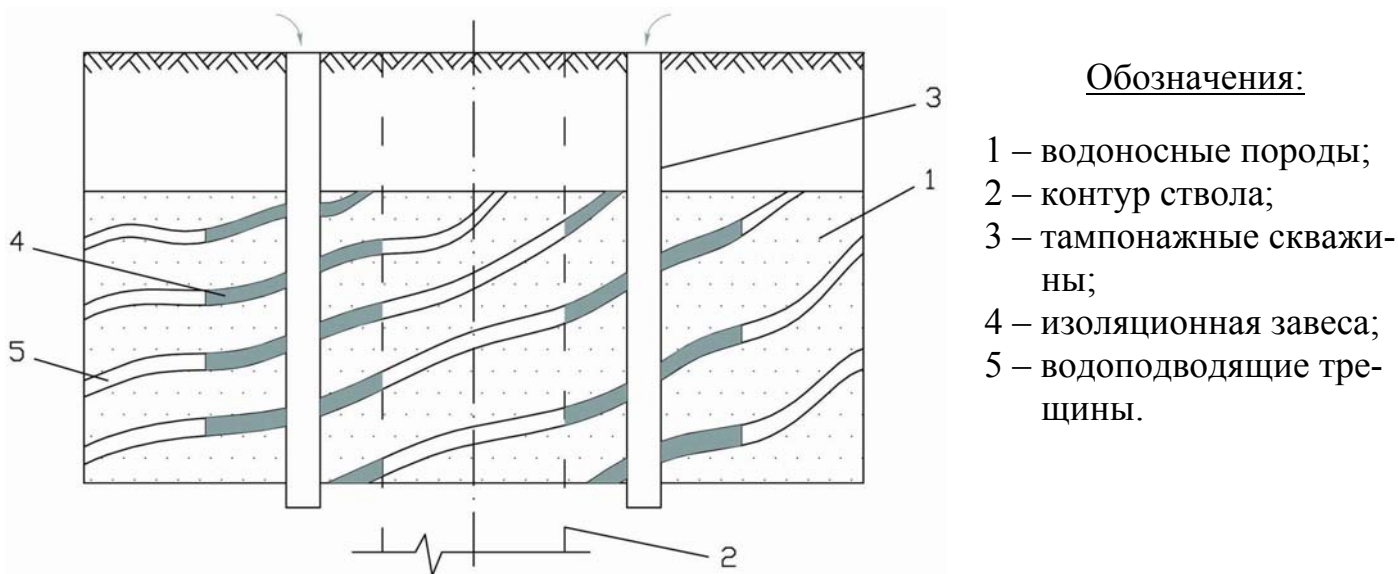 Обозначения:
1 – водоносные породы;
2 – контур ствола;
3 – тампонажные скважи-
ны;
4 – изоляционная завеса;
5 – водоподводящие тре-
щины.
3
1
4
5
2